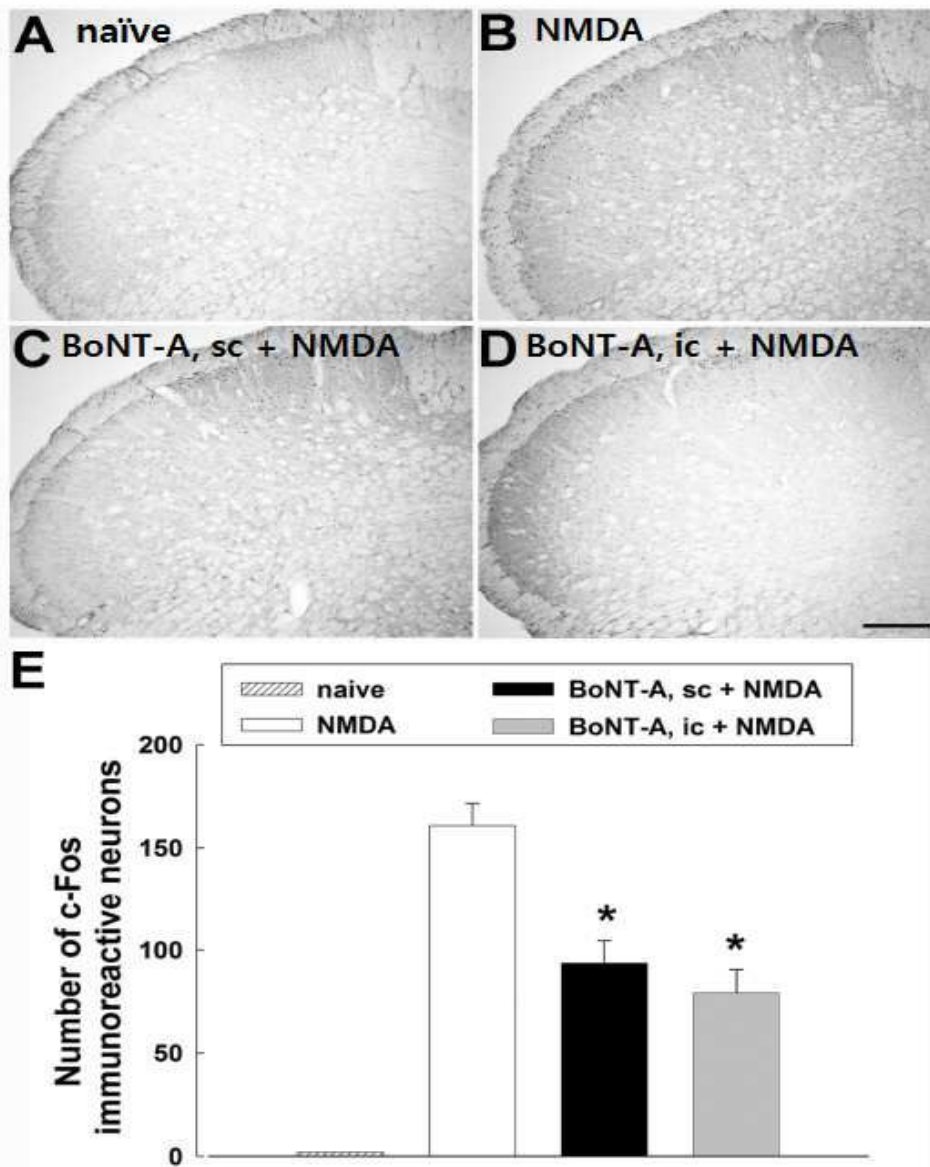 A naïve
B NMDA
C BoNT-A, sc + NMDA
D BoNT-A, ic + NMDA
E
naive
NMDA
BoNT-A, sc + NMDA
BoNT-A, ic + NMDA
Number of c-Fos
immunoreactive neurons
200
150
100
50
0
*
*